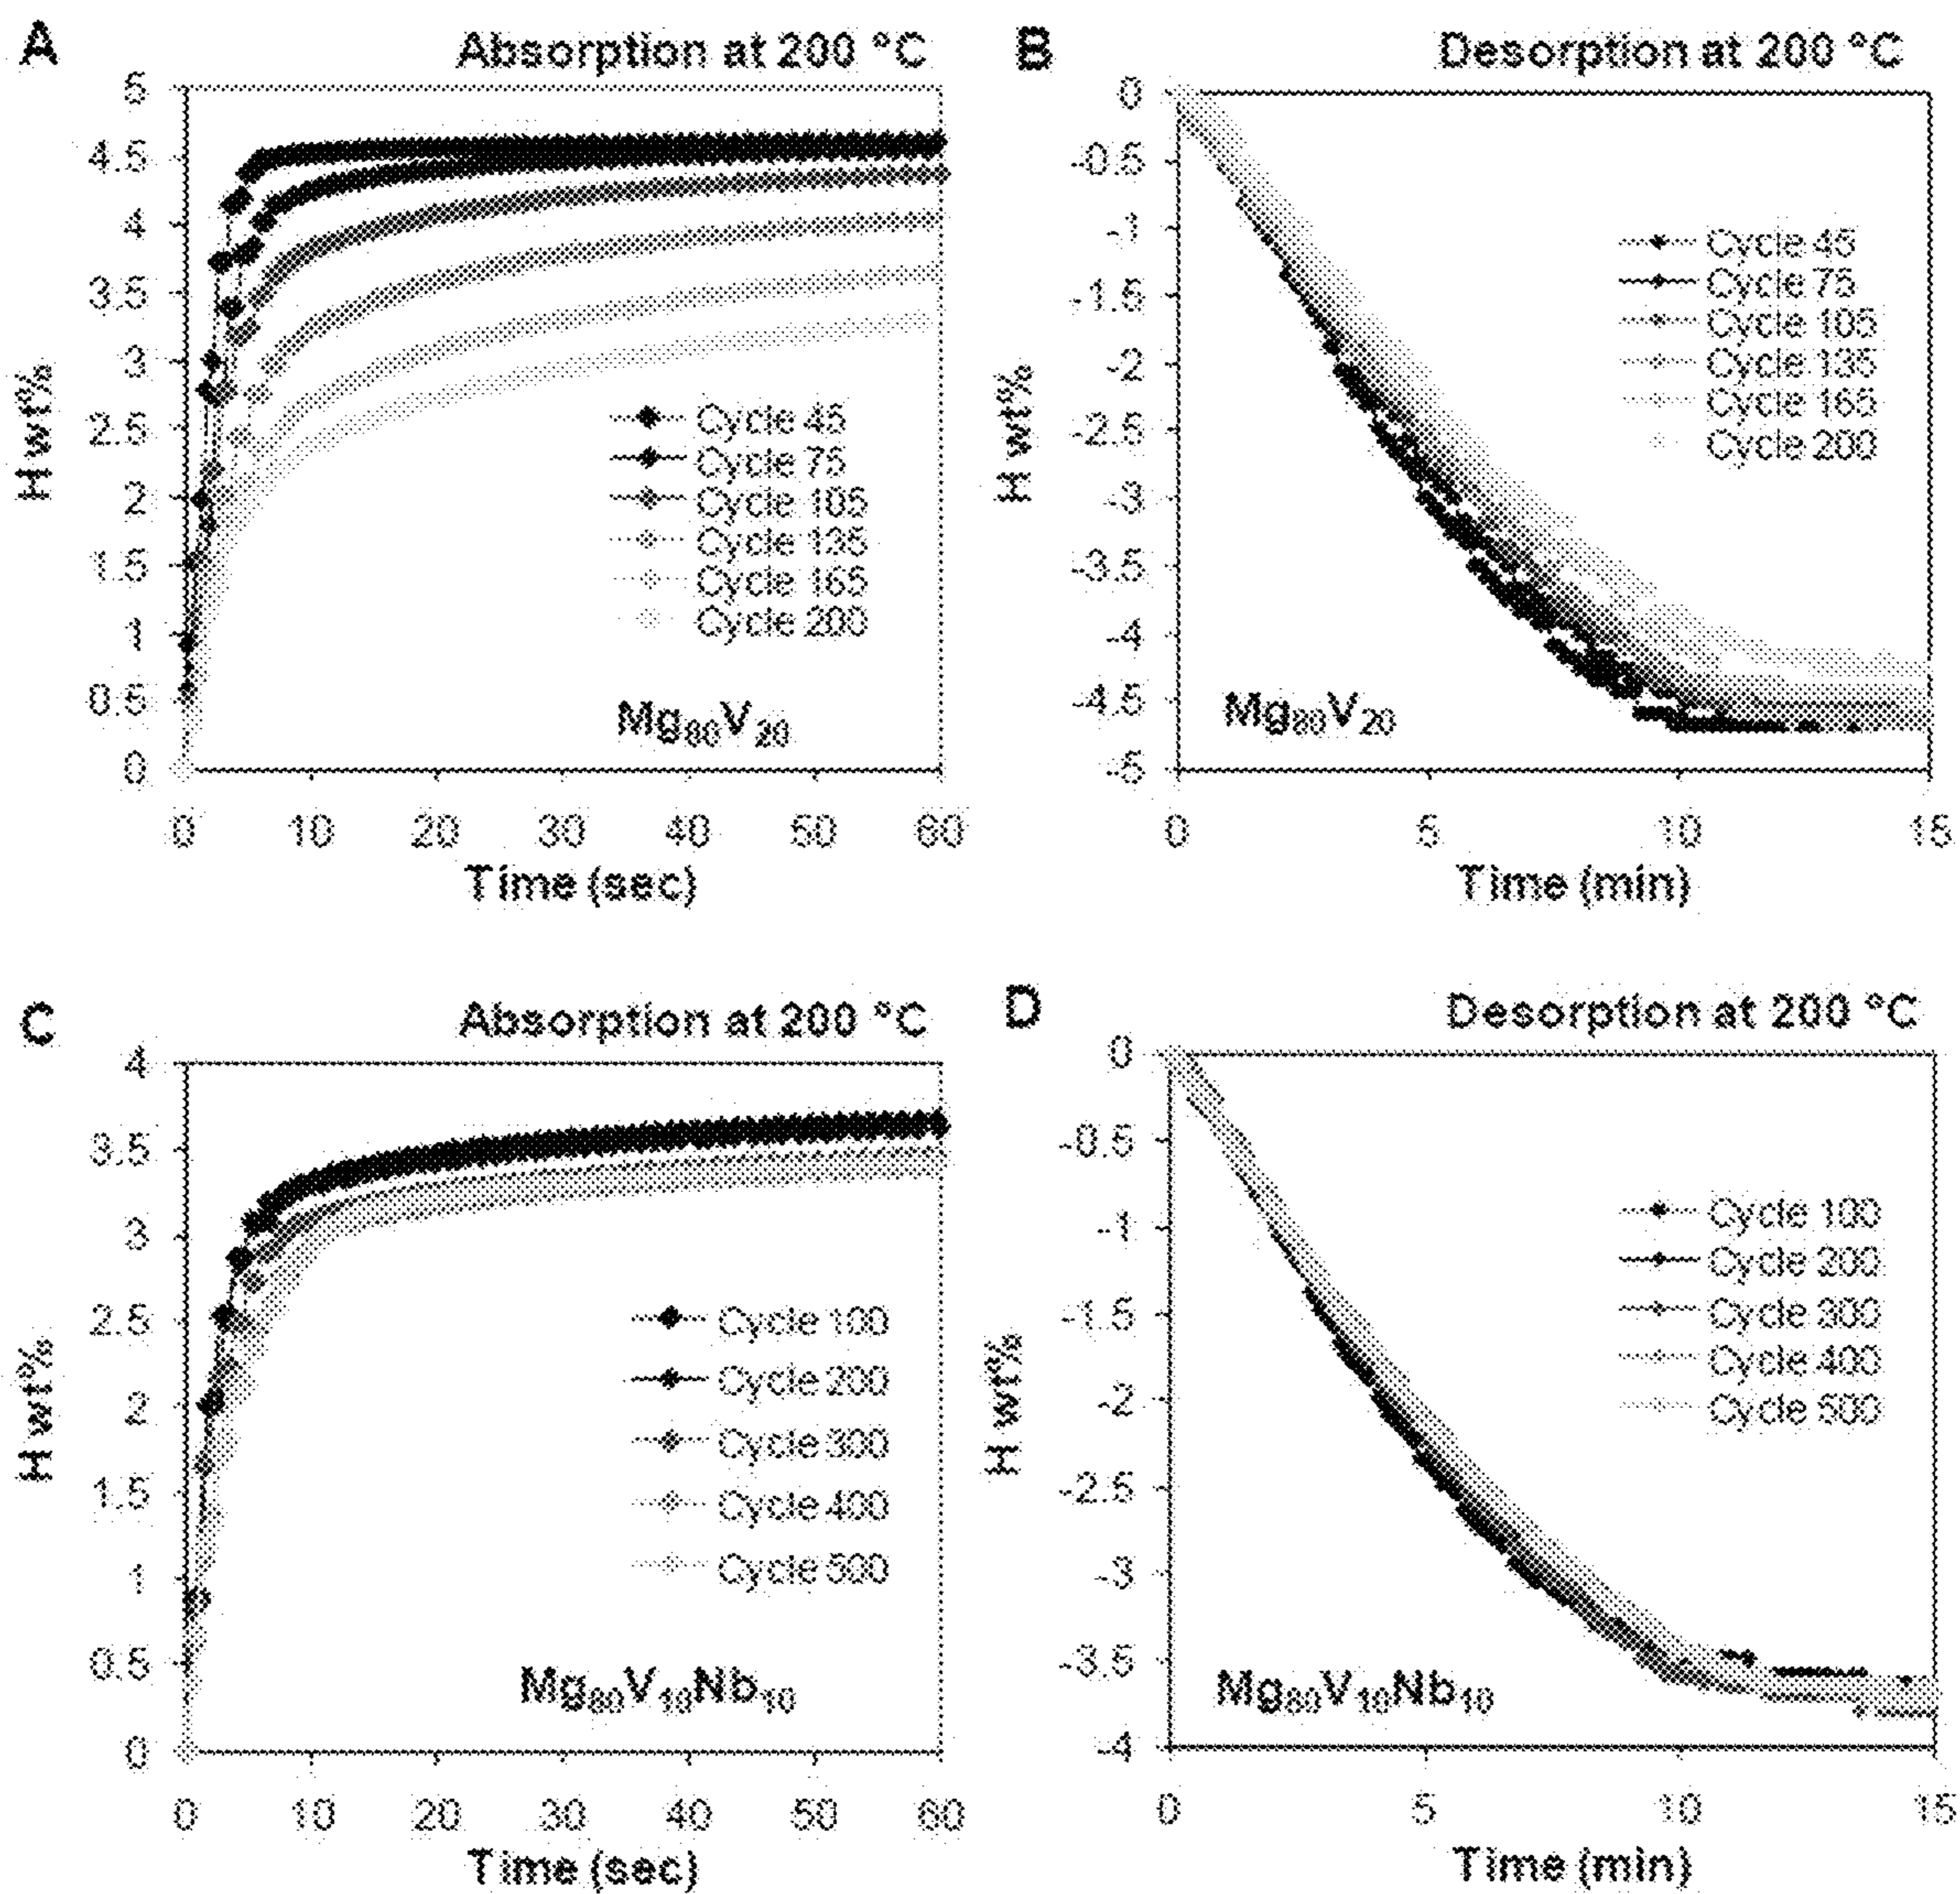 A
Absorption at 200 °C
5
4.5
4
3.5
3
2.5
2
1.5
1
0.5
0
H wt%
Cycle 45
Cycle 75
Cycle 105
Cycle 135
Cycle 165
Cycle 200
Mg80V20
0 10 20 30 40 50 60
Time (sec)
B
Desorption at 200 °C
0
-0.5
-1
-1.5
-2
-2.5
-3
-3.5
-4
-4.5
-5
H wt%
Cycle 45
Cycle 75
Cycle 105
Cycle 135
Cycle 165
Cycle 200
Mg80V20
0 5 10 15
Time (min)
C
Absorption at 200 °C
4
3.5
3
2.5
2
1.5
1
0.5
0
H wt%
Cycle 100
Cycle 200
Cycle 300
Cycle 400
Cycle 500
Mg80V10Nb10
0 10 20 30 40 50 60
Time (sec)
D
Desorption at 200 °C
0
-0.5
-1
-1.5
-2
-2.5
-3
-3.5
-4
H wt%
Cycle 100
Cycle 200
Cycle 300
Cycle 400
Cycle 500
Mg80V10Nb10
0 5 10 15
Time (min)